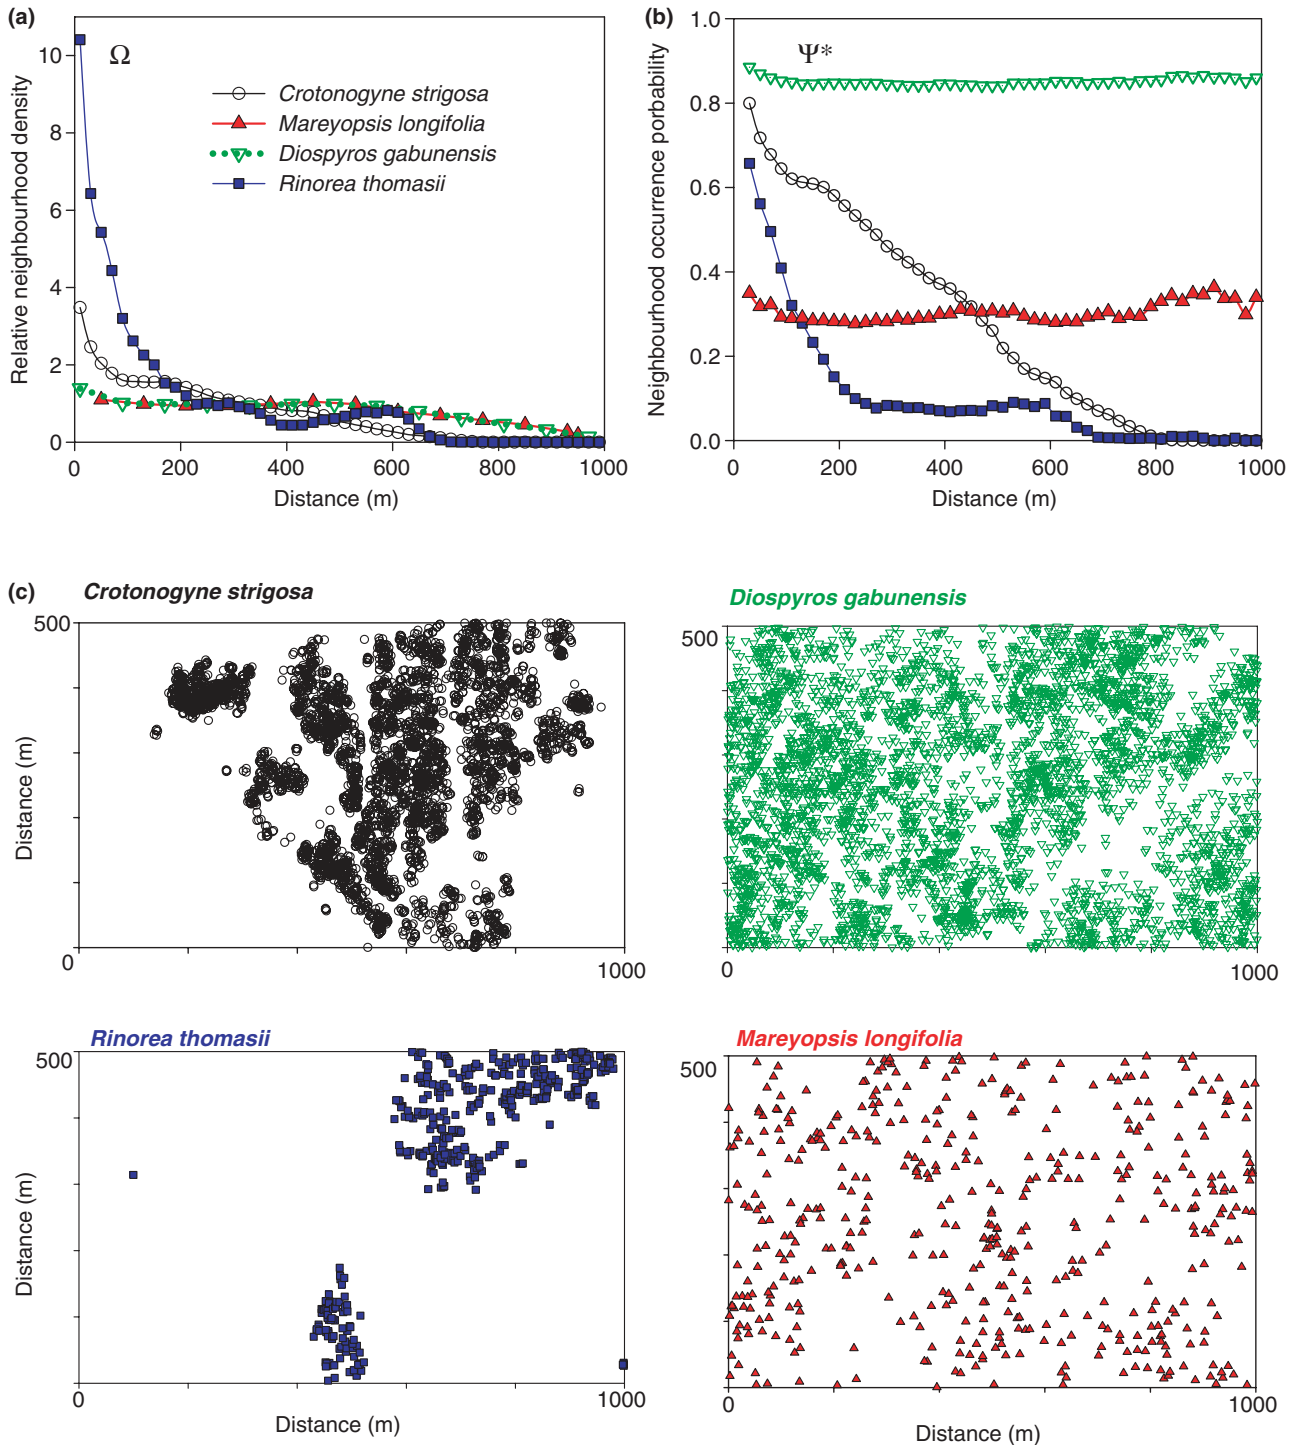 (a)
Ω
Relative neighbourhood density
10
8
6
4
2
0
Crotonogyne strigosa
Mareyopsis longifolia
Diospyros gabunensis
Rinorea thomasii
0 200 400 600 800 1000
Distance (m)
(b)
Ψ*
Neighbourhood occurrence porbability
1.0
0.8
0.6
0.4
0.2
0.0
0 200 400 600 800 1000
Distance (m)
(c)
Crotonogyne strigosa
500
Distance (m)
0 1000
Diospyros gabunensis
500
0 1000
Rinorea thomasii
500
Distance (m)
0 1000
Distance (m)
Mareyopsis longifolia
500
0 1000
Distance (m)